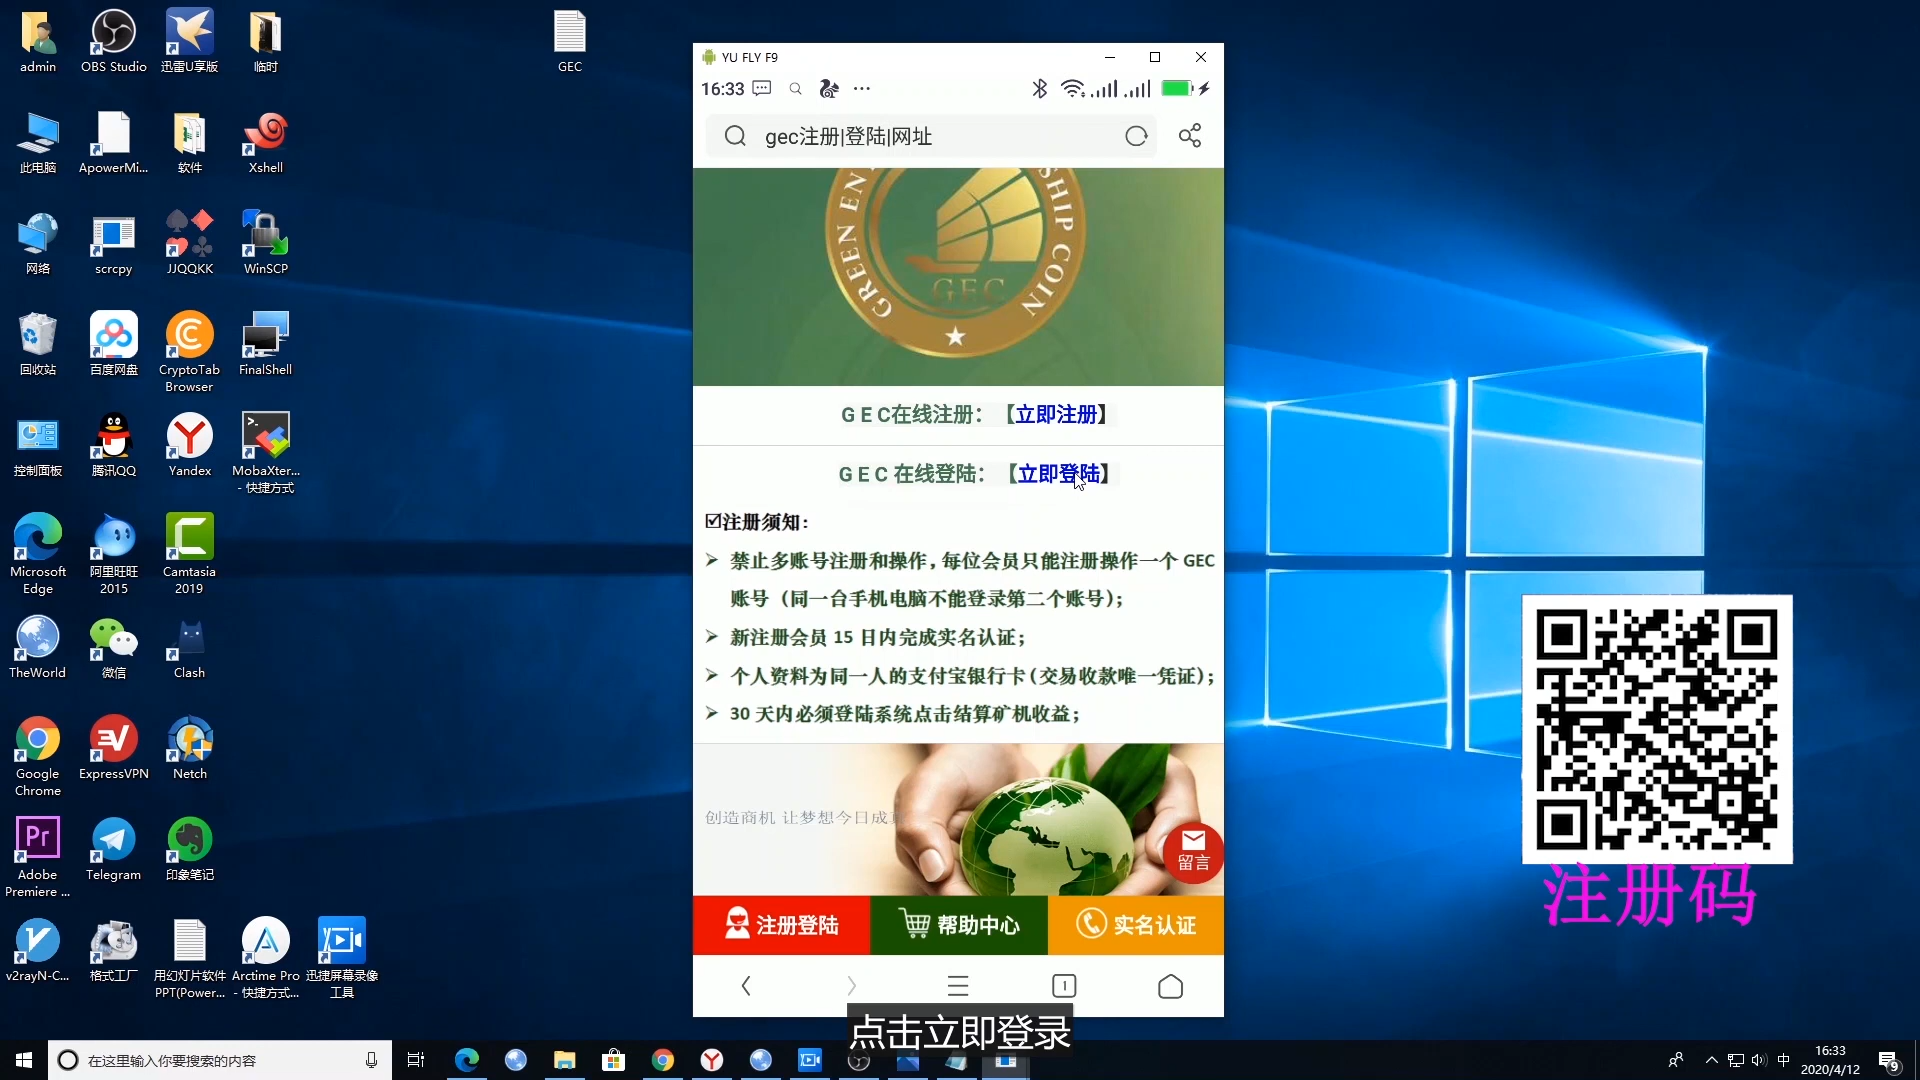 admin
OBS Studio
迅雷U享版
临时
GEC
此电脑
ApowerMi...
软件
Xshell
网络
scrcpy
JJQQKK
WinSCP
回收站
百度网盘
CryptoTab
Browser
FinalShell
控制面板
腾讯QQ
Yandex
MobaXter...
- 快捷方式
Microsoft
Edge
阿里旺旺
2015
Camtasia
2019
TheWorld
微信
Clash
Google
Chrome
ExpressVPN
Netch
Adobe
Premiere ...
Telegram
印象笔记
v2rayN-C...
格式工厂
用幻灯片软件
PPT(Power...
Arctime Pro
- 快捷方式...
迅捷屏幕录像
工具
YU FLY F9
16:33
gec注册|登陆|网址
GREEN EN
SHIP COIN
GEC
G E C在线注册：【立即注册】
G E C 在线登陆：【立即登陆】
☑注册须知：
➢ 禁止多账号注册和操作，每位会员只能注册操作一个 GEC
账号（同一台手机电脑不能登录第二个账号）；
➢ 新注册会员 15 日内完成实名认证；
➢ 个人资料为同一人的支付宝银行卡（交易收款唯一凭证）；
➢ 30 天内必须登陆系统点击结算矿机收益；
创造商机 让梦想今日成真
留言
注册登陆
帮助中心
实名认证
1
点击立即登录
注册码
在这里输入你要搜索的内容
中
16:33
2020/4/12
9